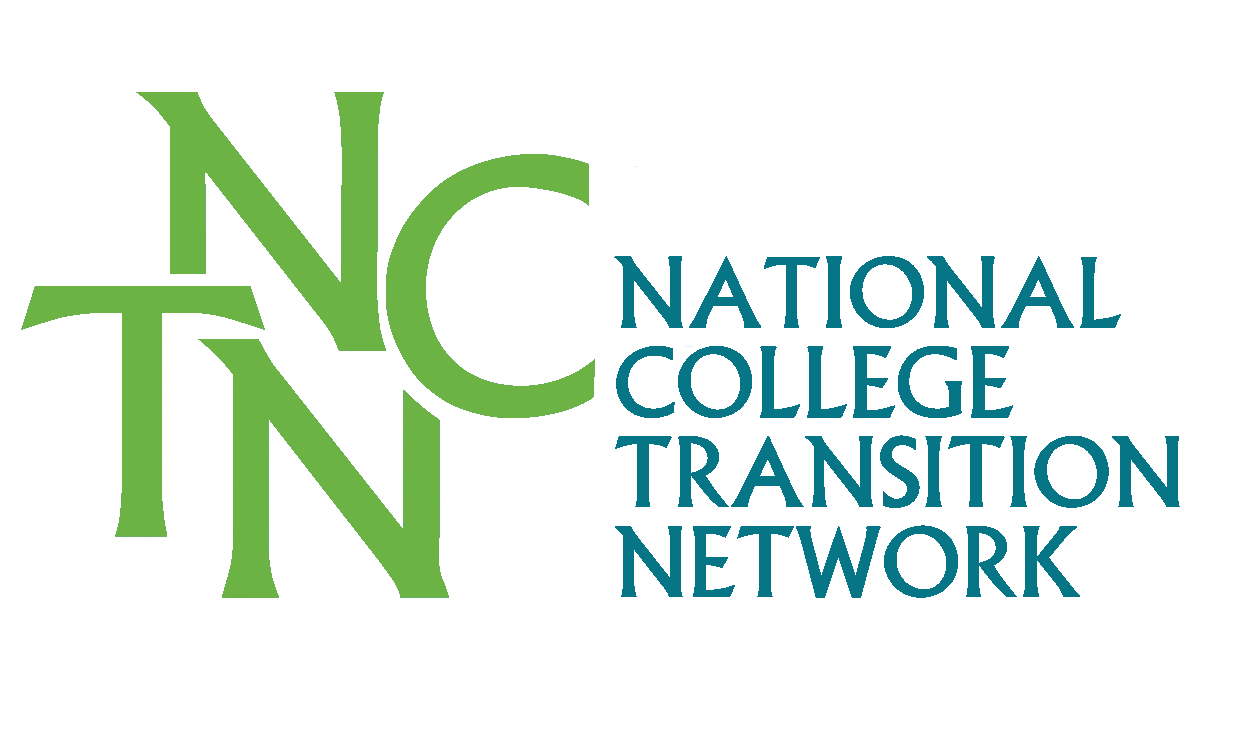 NC
TN
NATIONAL
COLLEGE
TRANSITION
NETWORK